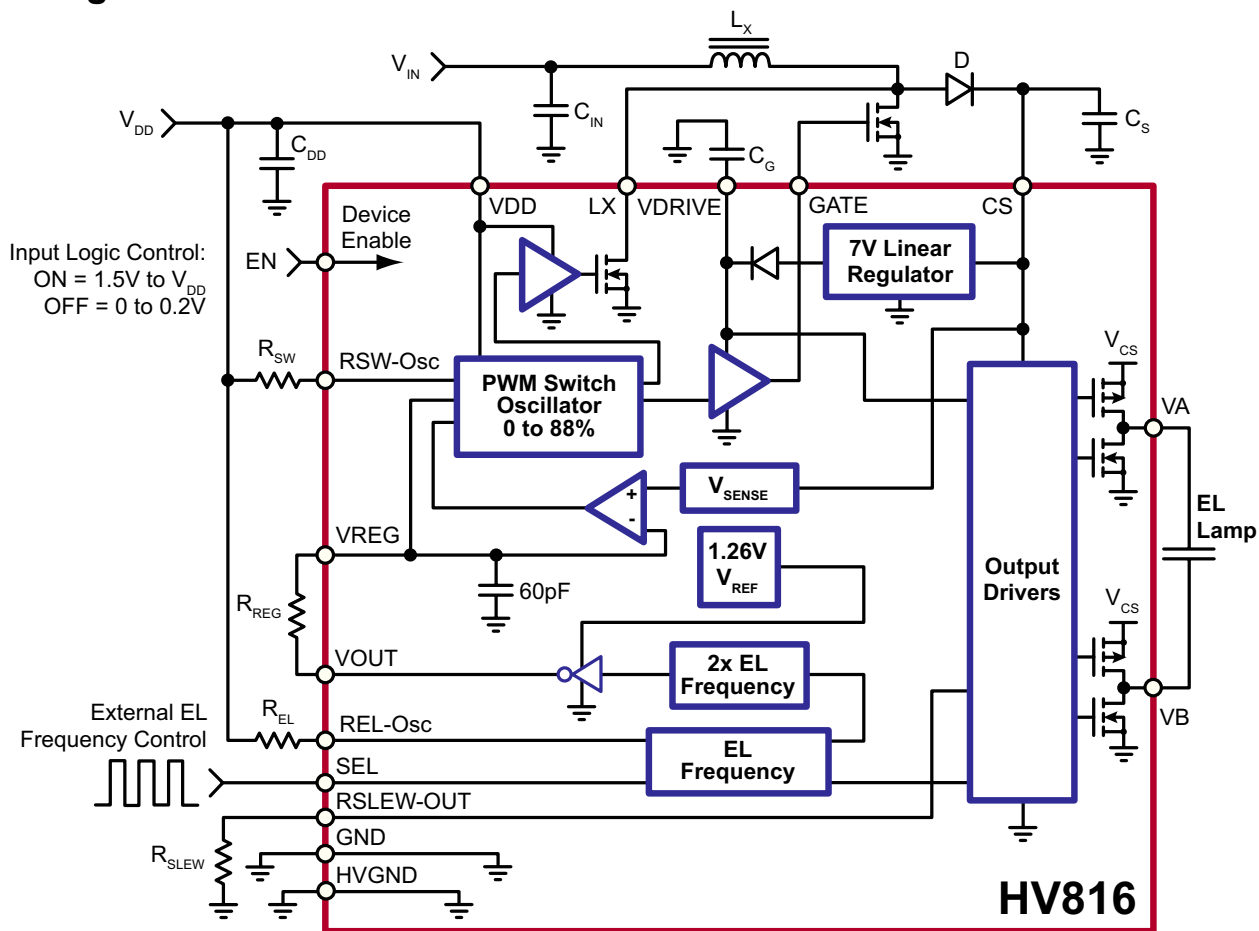 L_X
V_IN
D
V_DD
C_IN
C_S
C_DD
C_G
VDD
LX
VDRIVE
GATE
CS
Device
Enable
EN
Input Logic Control:
ON = 1.5V to V_DD
OFF = 0 to 0.2V
7V Linear
Regulator
R_SW
RSW-Osc
PWM Switch
Oscillator
0 to 88%
V_CS
VA
+
-
V_SENSE
VREG
60pF
1.26V
V_REF
Output
Drivers
EL
Lamp
R_REG
VOUT
2x EL
Frequency
V_CS
VB
External EL
Frequency Control
R_EL
REL-Osc
EL
Frequency
SEL
RSLEW-OUT
R_SLEW
GND
HVGND
HV816